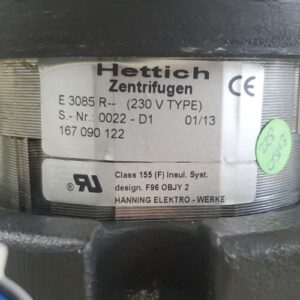 Hettich
Zentrifugen
CE
E 3085 R-- (230 V TYPE)
S.-Nr.: 0022 - D1 01/13
167 090 122
Class 155 (F) Insul. Syst.
design. F96 OBJY 2
HANNING ELEKTRO - WERKE